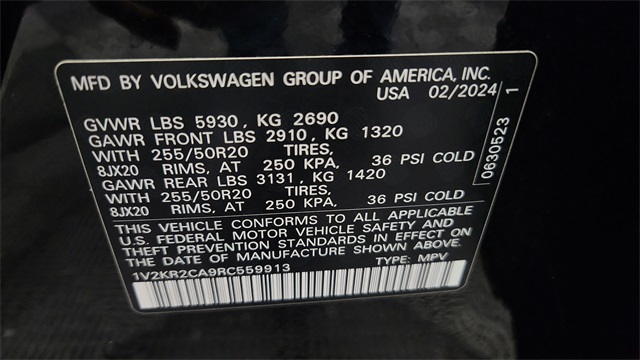 MFD BY VOLKSWAGEN GROUP OF AMERICA, INC.
USA 02/2024
GVWR LBS 5930, KG 2690
GAWR FRONT LBS 2910, KG 1320
WITH 255/50R20 TIRES,
8JX20 RIMS, AT 250 KPA, 36 PSI COLD
GAWR REAR LBS 3131, KG 1420
WITH 255/50R20 TIRES,
8JX20 RIMS, AT 250 KPA, 36 PSI COLD
THIS VEHICLE CONFORMS TO ALL APPLICABLE
U.S. FEDERAL MOTOR VEHICLE SAFETY AND
THEFT PREVENTION STANDARDS IN EFFECT ON
THE DATE OF MANUFACTURE SHOWN ABOVE.
1V2KR2CA9RC559913 TYPE: MPV
0630523 1